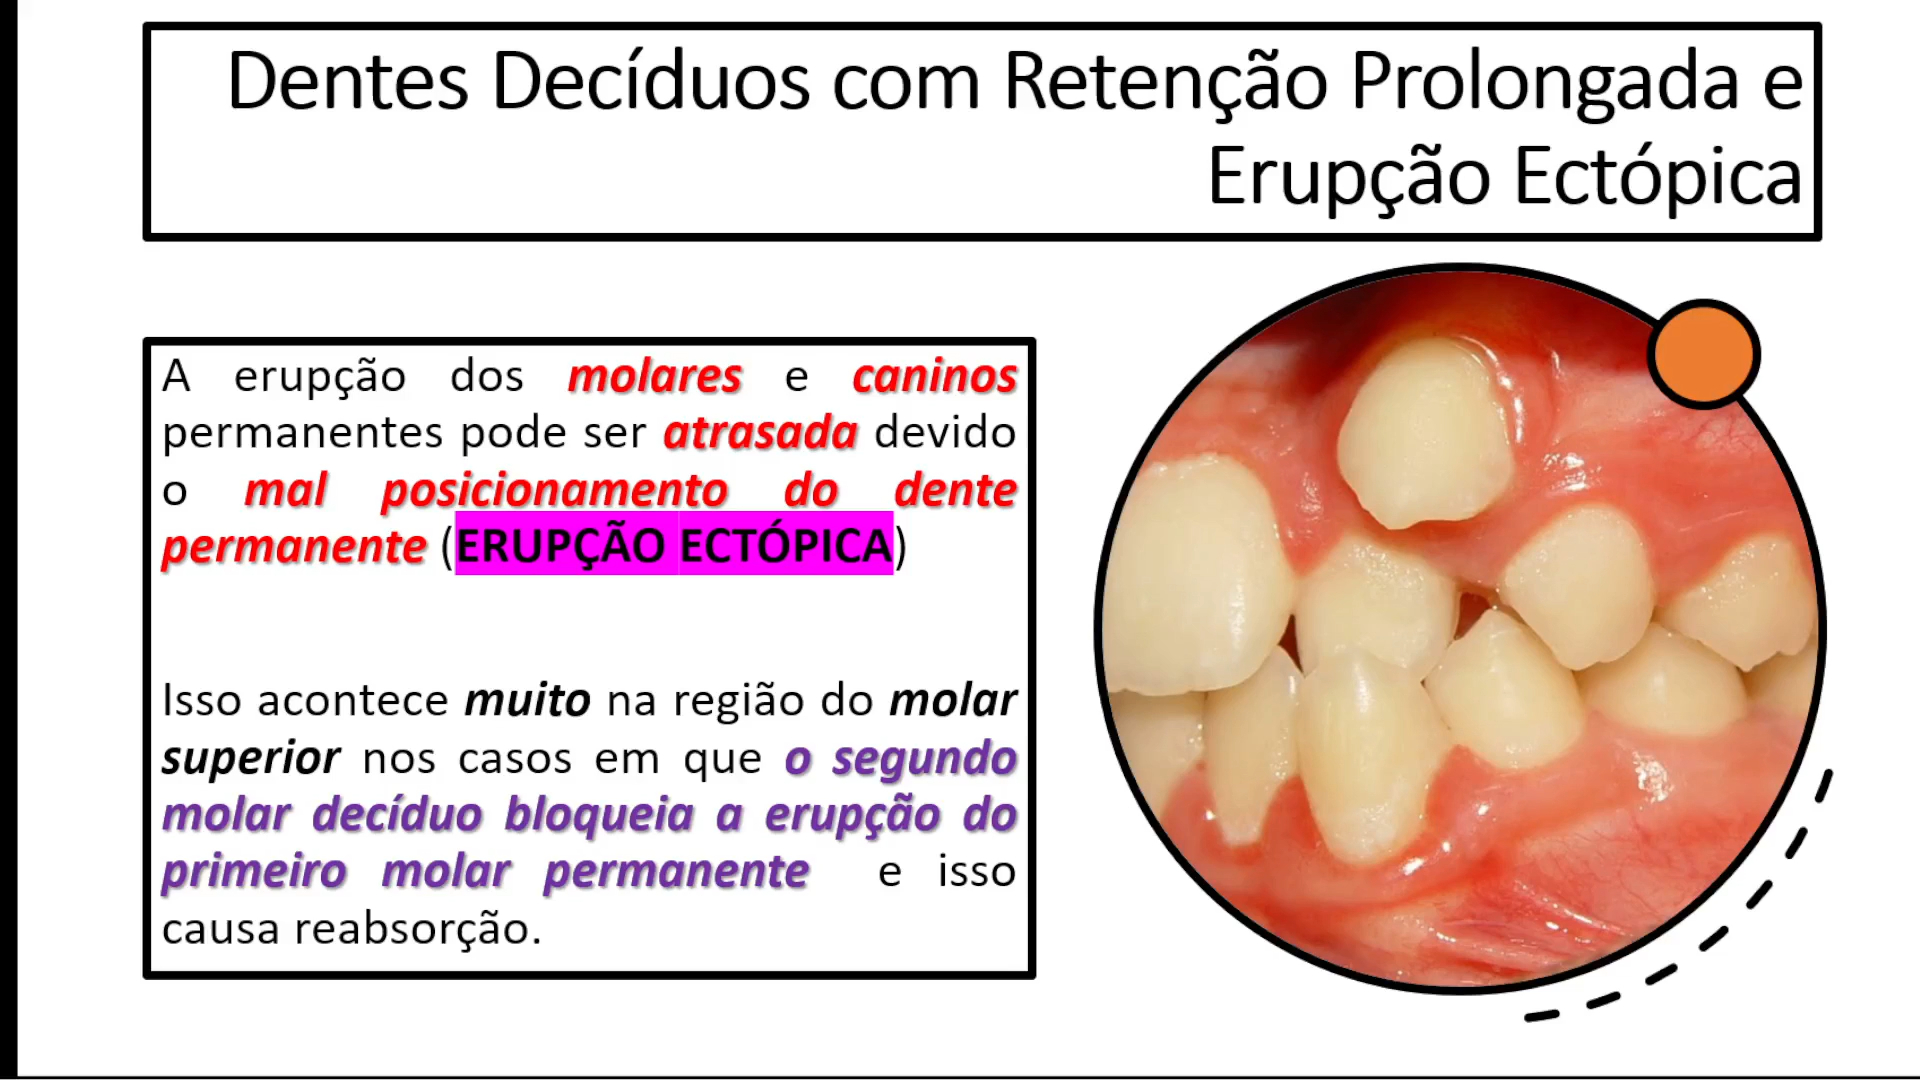 Dentes Decíduos com Retenção Prolongada e
Erupção Ectópica
A erupção dos molares e caninos
permanentes pode ser atrasada devido
o mal posicionamento do dente
permanente (ERUPÇÃO ECTÓPICA)
Isso acontece muito na região do molar
superior nos casos em que o segundo
molar decíduo bloqueia a erupção do
primeiro molar permanente e isso
causa reabsorção.